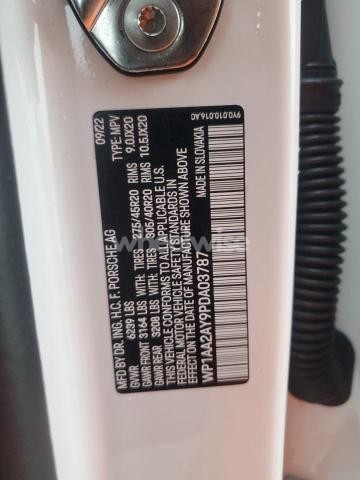 9Y0.010.016.AC
MFD. BY DR. ING. H.C. F. PORSCHE AG 09/22
GVWR 6239 LBS TYPE: MPV
GAWR FRONT 3164 LBS WITH: TIRES 275/45R20 RIMS 9.0JX20
GAWR REAR 3208 LBS WITH: TIRES 305/40R20 RIMS 10.5JX20
THIS VEHICLE CONFORMS TO ALL APPLICABLE U.S.
FEDERAL MOTOR VEHICLE SAFETY STANDARDS IN
EFFECT ON THE DATE OF MANUFACTURE SHOWN ABOVE
MADE IN SLOVAKIA
WP1AA2AY9PDA03787